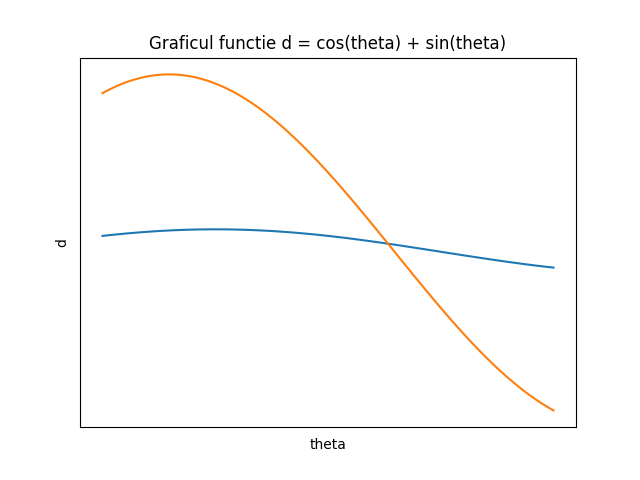 Graficul functie d = cos(theta) + sin(theta)
d
theta